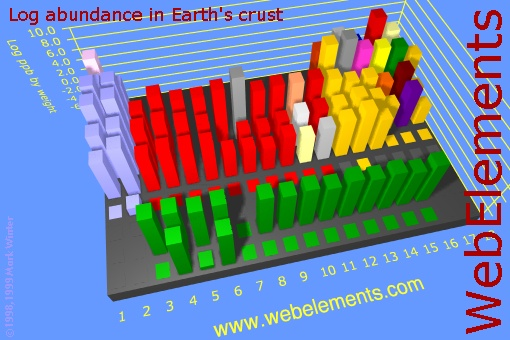 Log abundance in Earth's crust
10.0
8.0
6.0
4.0
2.0
0.0
-2.0
-4.0
Log ppb by weight
1 2 3 4 5 6 7 8 9 10 11 12 13 14 15 16 17
www.webelements.com
WebElements
©1998,1999 Mark Winter